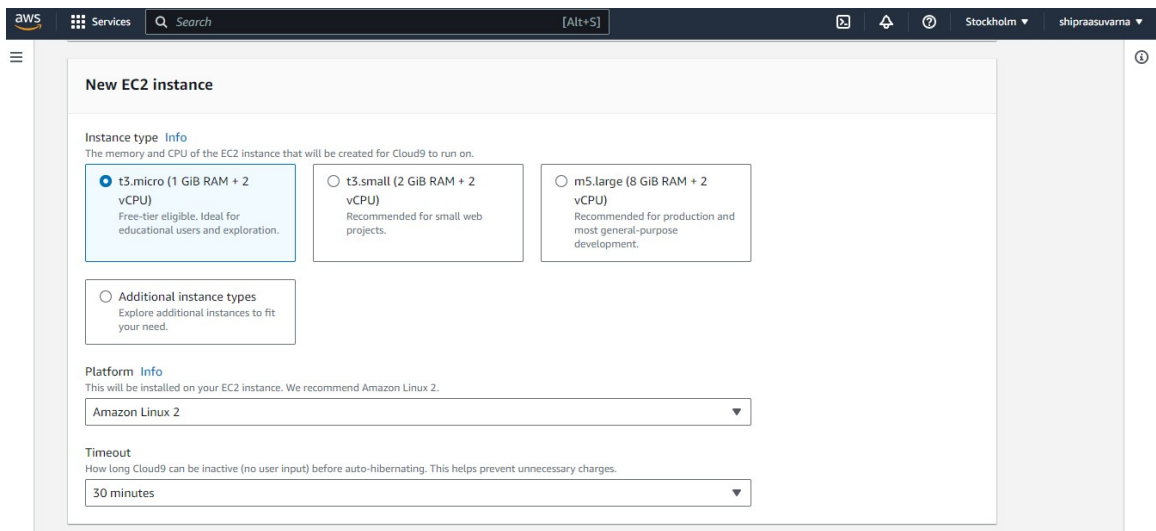 aws Services Search [Alt+S] Stockholm ▼ shipraasuvarna ▼
New EC2 instance
Instance type Info
The memory and CPU of the EC2 instance that will be created for Cloud9 to run on.
t3.micro (1 GiB RAM + 2
vCPU)
Free-tier eligible. Ideal for
educational users and exploration.
t3.small (2 GiB RAM + 2
vCPU)
Recommended for small web
projects.
m5.large (8 GiB RAM + 2
vCPU)
Recommended for production and
most general-purpose
development.
Additional instance types
Explore additional instances to fit
your need.
Platform Info
This will be installed on your EC2 instance. We recommend Amazon Linux 2.
Amazon Linux 2
Timeout
How long Cloud9 can be inactive (no user input) before auto-hibernating. This helps prevent unnecessary charges.
30 minutes